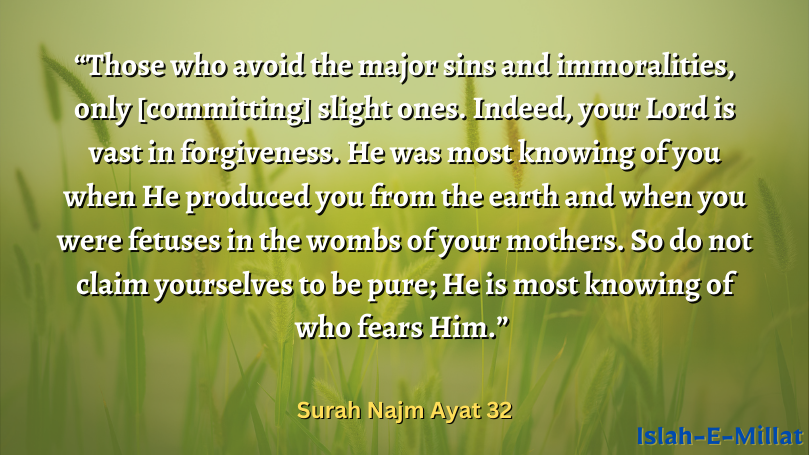 “Those who avoid the major sins and immoralities,
only [committing] slight ones. Indeed, your Lord is
vast in forgiveness. He was most knowing of you
when He produced you from the earth and when you
were fetuses in the wombs of your mothers. So do not
claim yourselves to be pure; He is most knowing of
who fears Him.”
Surah Najm Ayat 32
Islah-E-Millat